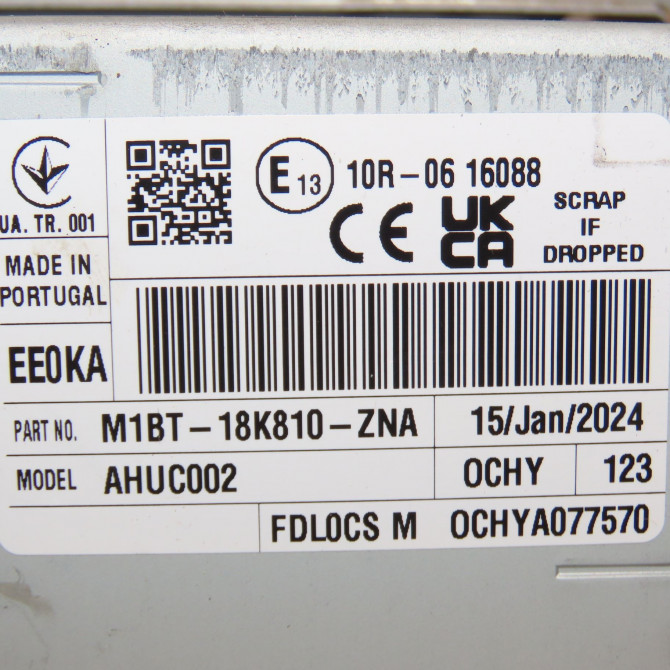 UA. TR. 001
E 13
10R-06 16088
CE
UK
CA
SCRAP
IF
DROPPED
MADE IN
PORTUGAL
EE0KA
PART NO. M1BT-18K810-ZNA 15/Jan/2024
MODEL AHUC002 OCHY 123
FDLOCS M OCHYA077570